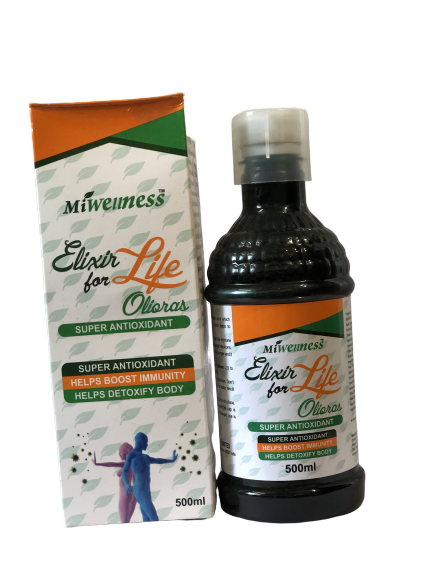 MiWellness™
Elixir
for Life
Olioras
SUPER ANTIOXIDANT
SUPER ANTIOXIDANT
HELPS BOOST IMMUNITY
HELPS DETOXIFY BODY
500ml
MiWellness
Elixir
for Life
Olioras
SUPER ANTIOXIDANT
SUPER ANTIOXIDANT
HELPS BOOST IMMUNITY
HELPS DETOXIFY BODY
500ml